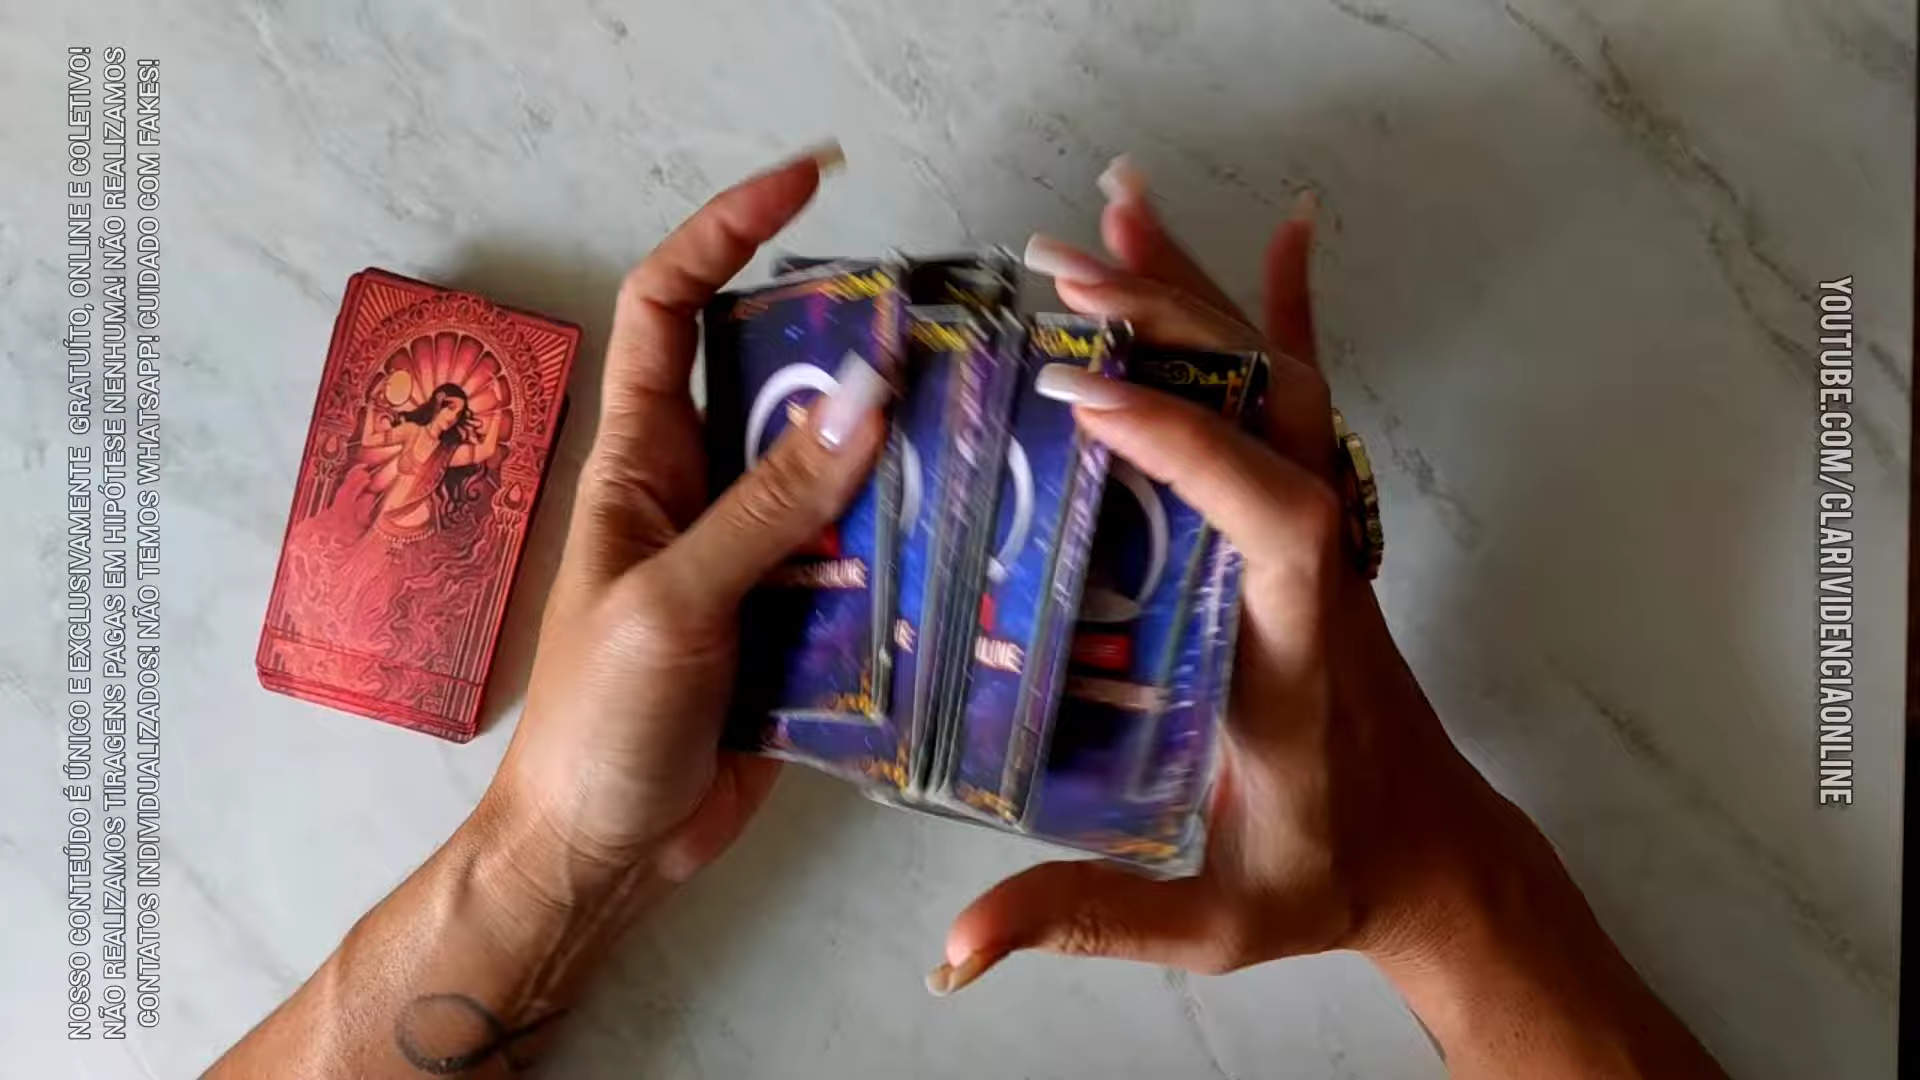 NOSSO CONTEÚDO É ÚNICO E EXCLUSIVAMENTE GRATUÍTO, ONLINE E COLETIVO!
NÃO REALIZAMOS TIRAGENS PAGAS EM HIPÓTESE NENHUMA! NÃO REALIZAMOS
CONTATOS INDIVIDUALIZADOS! NÃO TEMOS WHATSAPP! CUIDADO COM FAKES!
YOUTUBE.COM/CLARIVIDENCIAONLINE